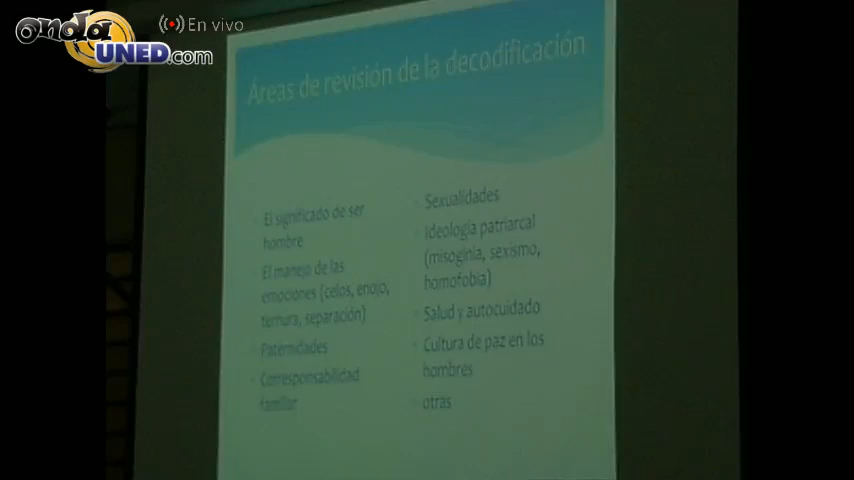 onda
UNED.com
En vivo
Áreas de revisión de la decodificación
El significado de ser
hombre
El manejo de las
emociones (celos, enojo,
ternura, separación)
Paternidades
Corresponsabilidad
familiar
Sexualidades
Ideología patriarcal
(misoginia, sexismo,
homofobia)
Salud y autocuidado
Cultura de paz en los
hombres
otras